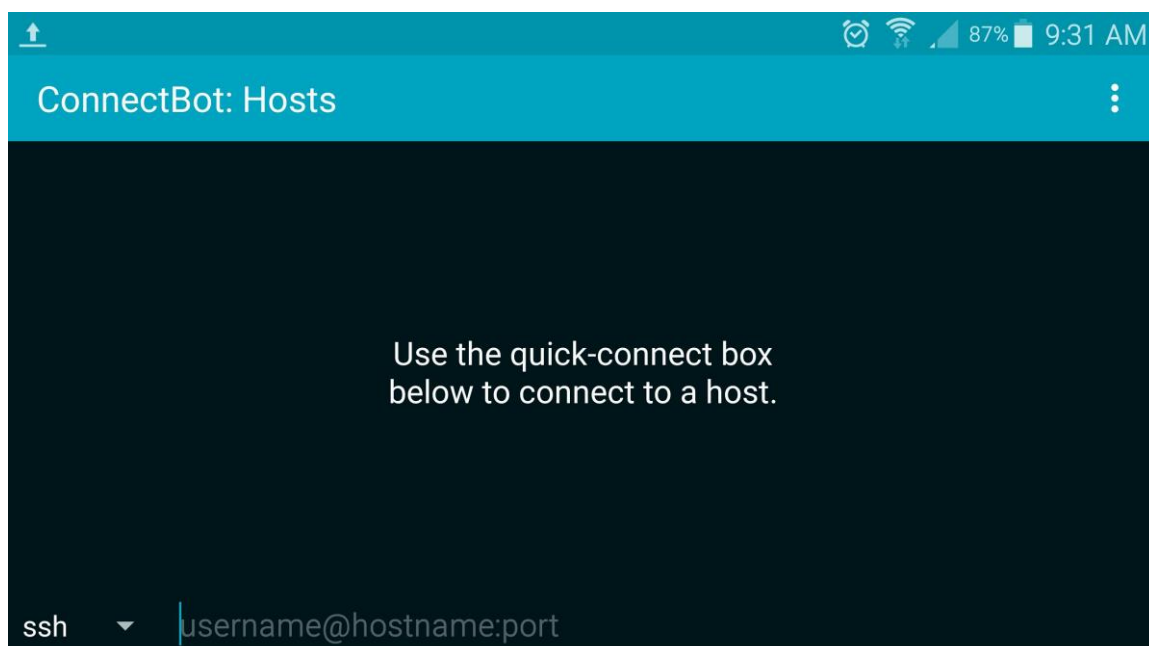 87% 9:31 AM
ConnectBot: Hosts
Use the quick-connect box
below to connect to a host.
ssh username@hostname:port